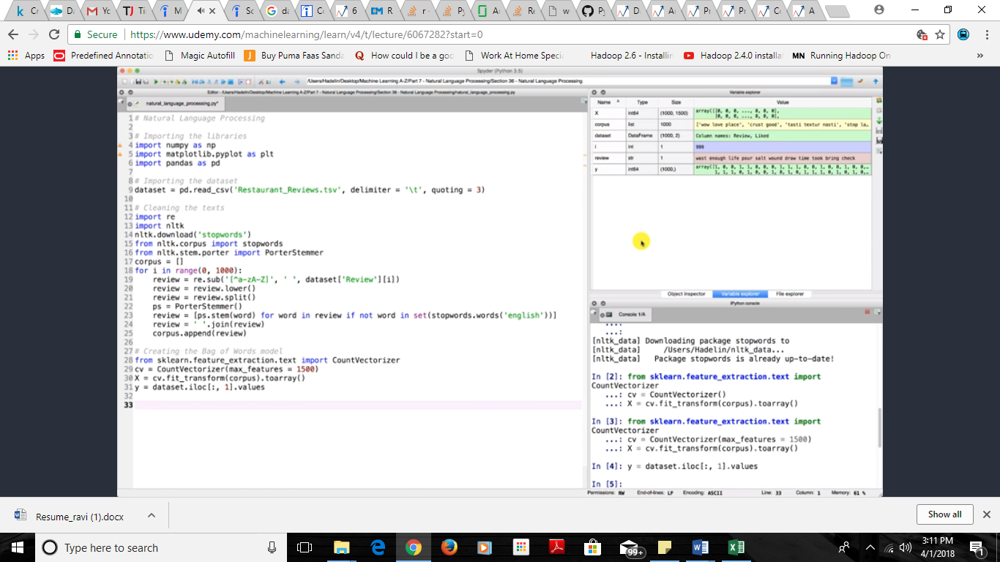 Cr
Da
Yc
Tir
M
Sc
da
Cc
6
R
r -
Py
Ar
Re
w
Py
D
Ar
Pr
Pr
Cc
A
Secure
https://www.udemy.com/machinelearning/learn/v4/t/lecture/6067282?start=0
Apps
Predefined Annotatio
Magic Autofill
Buy Puma Faas Sanda
How could I be a goo
Work At Home Specia
Hadoop 2.6 - Installin
Hadoop 2.4.0 installa
MN Running Hadoop On
»
Spyder (Python 3.5)
/Users/Hadelin/Desktop/Machine Learning A-Z/Part 7 - Natural Language Processing/Section 36 - Natural Language Processing
Editor - /Users/Hadelin/Desktop/Machine Learning A-Z/Part 7 - Natural Language Processing/Section 36 - Natural Language Processing/natural_language_processing.py
natural_language_processing.py*
1 # Natural Language Processing
2
3 # Importing the libraries
4 import numpy as np
5 import matplotlib.pyplot as plt
6 import pandas as pd
7
8 # Importing the dataset
9 dataset = pd.read_csv('Restaurant_Reviews.tsv', delimiter = '\t', quoting = 3)
10
11 # Cleaning the texts
12 import re
13 import nltk
14 nltk.download('stopwords')
15 from nltk.corpus import stopwords
16 from nltk.stem.porter import PorterStemmer
17 corpus = []
18 for i in range(0, 1000):
19     review = re.sub('[^a-zA-Z]', ' ', dataset['Review'][i])
20     review = review.lower()
21     review = review.split()
22     ps = PorterStemmer()
23     review = [ps.stem(word) for word in review if not word in set(stopwords.words('english'))]
24     review = ' '.join(review)
25     corpus.append(review)
26
27 # Creating the Bag of Words model
28 from sklearn.feature_extraction.text import CountVectorizer
29 cv = CountVectorizer(max_features = 1500)
30 X = cv.fit_transform(corpus).toarray()
31 y = dataset.iloc[:, 1].values
32
33
Variable explorer
Name Type Size Value
X int64 (1000, 1500) array([[0, 0, 0, ..., 0, 0, 0],
[0, 0, 0, ..., 0, 0, 0],
corpus list 1000 ['wow love place', 'crust good', 'tasti textur nasti', 'stop la…
dataset DataFrame (1000, 2) Column names: Review, Liked
i int 1 999
review str 1 wast enough life pour salt wound draw time took bring check
y int64 (1000,) array([1, 0, 0, 1, 1, 0, 0, 0, 1, 1, 1, 0, 0, 1, 0, 0, 1, 0, 0,…
1, 1, 1, 0, 1, 0, 0, 1, 0, 1, 0, 1, 1, 1, 0, 1, 0, 1, 0,…
Object inspector
Variable explorer
File explorer
IPython console
Console 1/A
...:
...:
[nltk_data] Downloading package stopwords to
[nltk_data]     /Users/Hadelin/nltk_data...
[nltk_data]   Package stopwords is already up-to-date!
In [2]: from sklearn.feature_extraction.text import
CountVectorizer
...: cv = CountVectorizer()
...: X = cv.fit_transform(corpus).toarray()
In [3]: from sklearn.feature_extraction.text import
CountVectorizer
...: cv = CountVectorizer(max_features = 1500)
...: X = cv.fit_transform(corpus).toarray()
In [4]: y = dataset.iloc[:, 1].values
In [5]:
Permissions: RW End-of-lines: LF Encoding: ASCII Line: 33 Column: 1 Memory: 61 %
Resume_ravi (1).docx
Show all
Type here to search
99+
3:11 PM
4/1/2018
1